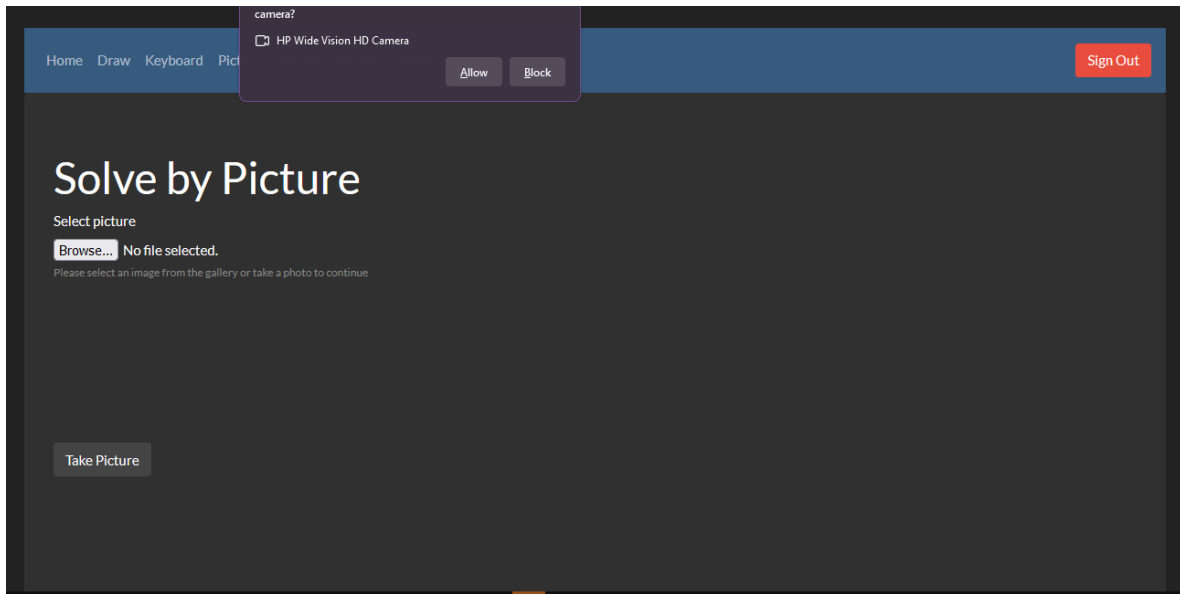 camera?
HP Wide Vision HD Camera
Allow Block
Home Draw Keyboard Sign Out
Solve by Picture
Select picture
Browse... No file selected.
Please select an image from the gallery or take a photo to continue
Take Picture